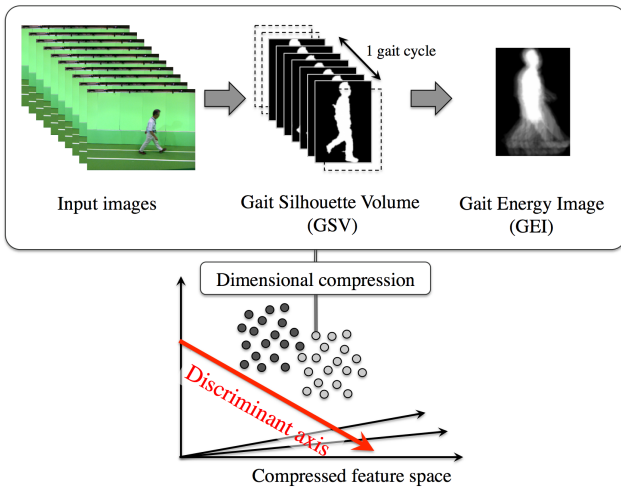 1 gait cycle
Input images
Gait Silhouette Volume
(GSV)
Gait Energy Image
(GEI)
Dimensional compression
Discriminant axis
Compressed feature space